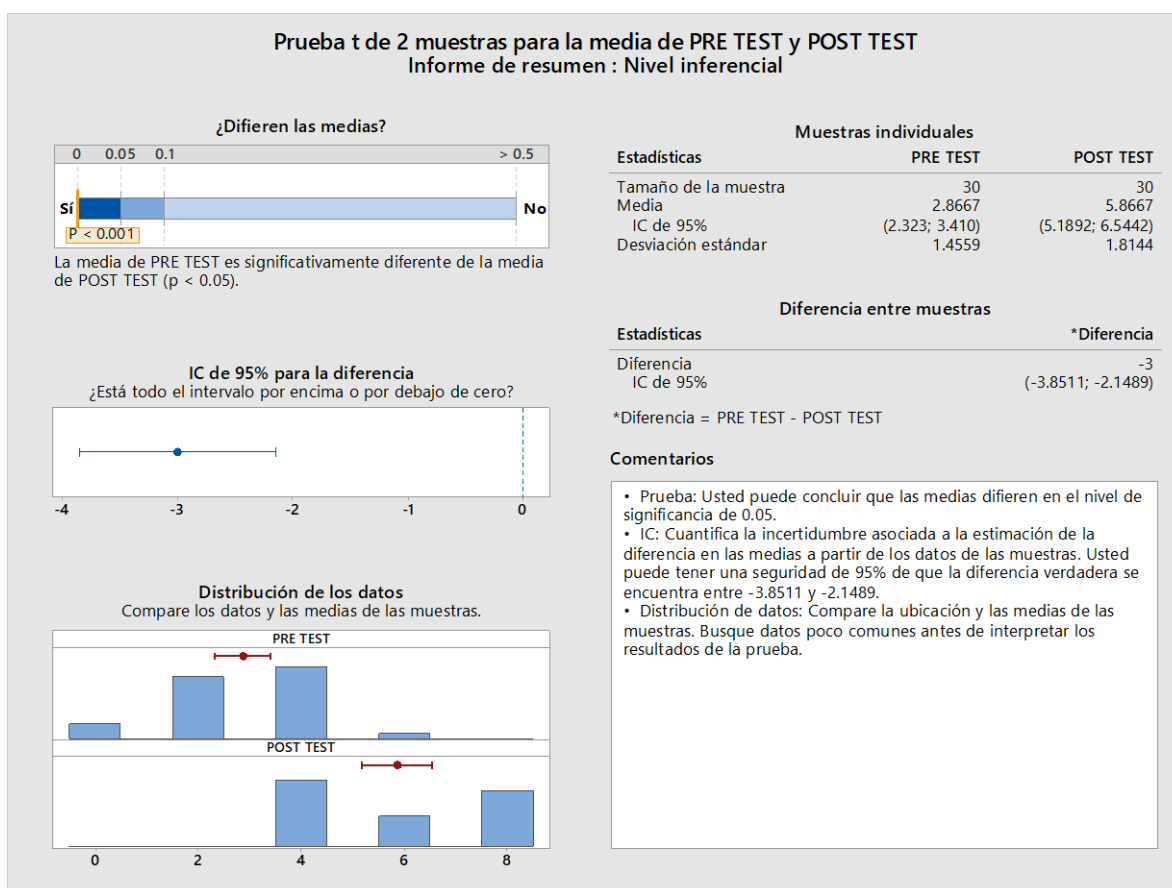 Prueba t de 2 muestras para la media de PRE TEST y POST TEST
Informe de resumen : Nivel inferencial
¿Difieren las medias?
0 0.05 0.1 > 0.5
Sí No
P < 0.001
La media de PRE TEST es significativamente diferente de la media
de POST TEST (p < 0.05).
IC de 95% para la diferencia
¿Está todo el intervalo por encima o por debajo de cero?
-4 -3 -2 -1 0
Distribución de los datos
Compare los datos y las medias de las muestras.
PRE TEST
POST TEST
0 2 4 6 8
Muestras individuales
Estadísticas PRE TEST POST TEST
Tamaño de la muestra 30 30
Media 2.8667 5.8667
IC de 95% (2.323; 3.410) (5.1892; 6.5442)
Desviación estándar 1.4559 1.8144
Diferencia entre muestras
Estadísticas *Diferencia
Diferencia -3
IC de 95% (-3.8511; -2.1489)
*Diferencia = PRE TEST - POST TEST
Comentarios
• Prueba: Usted puede concluir que las medias difieren en el nivel de
significancia de 0.05.
• IC: Cuantifica la incertidumbre asociada a la estimación de la
diferencia en las medias a partir de los datos de las muestras. Usted
puede tener una seguridad de 95% de que la diferencia verdadera se
encuentra entre -3.8511 y -2.1489.
• Distribución de datos: Compare la ubicación y las medias de las
muestras. Busque datos poco comunes antes de interpretar los
resultados de la prueba.